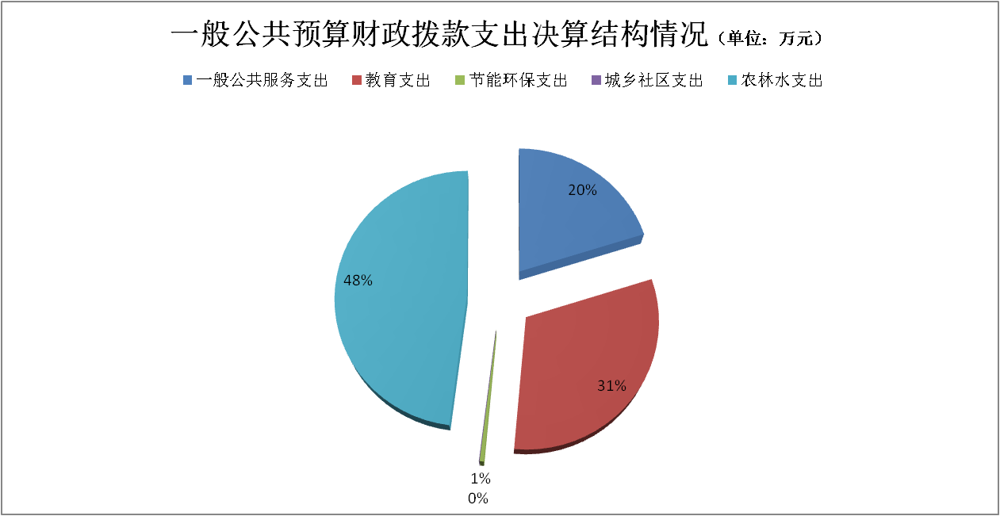 一般公共预算财政拨款支出决算结构情况（单位：万元）
一般公共服务支出 教育支出 节能环保支出 城乡社区支出 农林水支出
20%
48%
31%
1%
0%